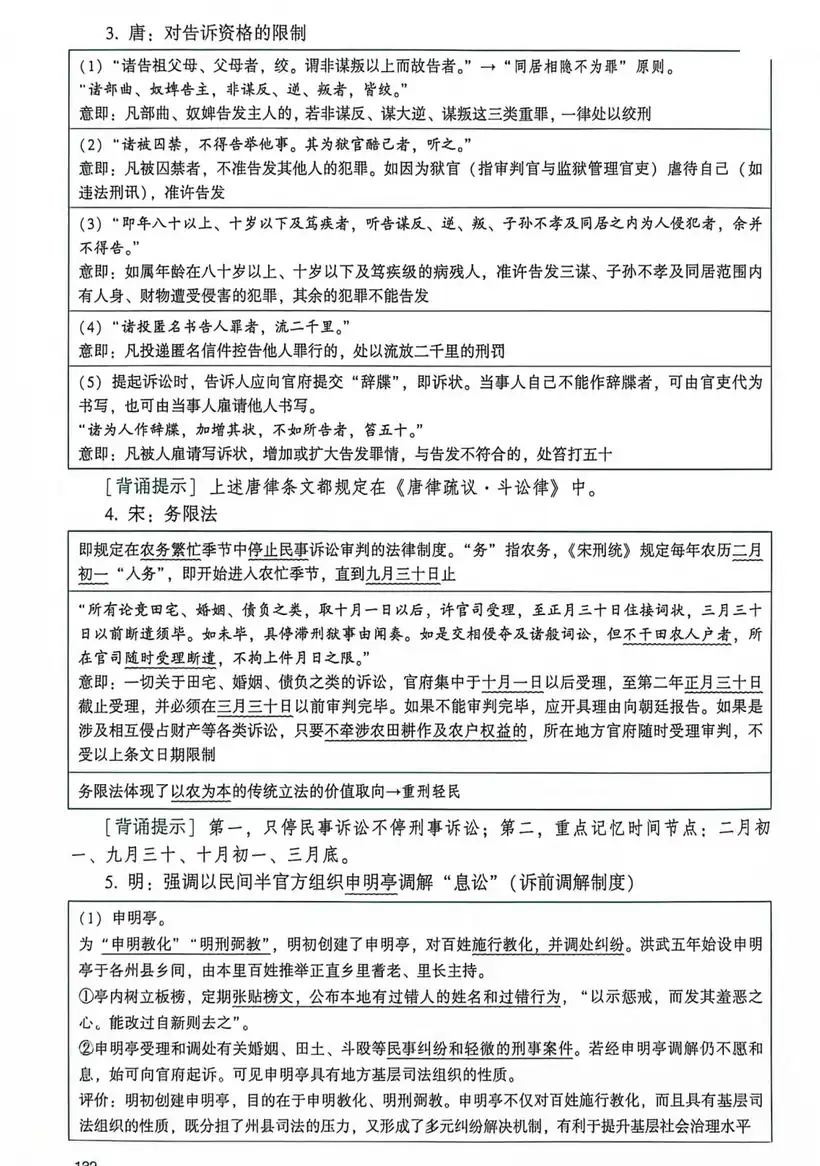 3. 唐：对告诉资格的限制
(1)“诸告祖父母、父母者，绞。谓非谋叛以上而故告者。”→“同居相隐不为罪”原则。
“诸部曲、奴婢告主，非谋反、逆、叛者，皆绞。”
意即：凡部曲、奴婢告发主人的，若非谋反、谋大逆、谋叛这三类重罪，一律处以绞刑
(2)“诸被囚禁，不得告举他事。其为狱官酷己者，听之。”
意即：凡被囚禁者，不准告发其他人的犯罪。如因为狱官（指审判官与监狱管理官吏）虐待自己（如
违法刑讯），准许告发
(3)“即年八十以上、十岁以下及笃疾者，听告谋反、逆、叛、子孙不孝及同居之内为人侵犯者，余并
不得告。”
意即：如属年龄在八十岁以上、十岁以下及笃疾级的病残人，准许告发三谋、子孙不孝及同居范围内
有人身、财物遭受侵害的犯罪，其余的犯罪不能告发
(4)“诸投匿名书告人罪者，流二千里。”
意即：凡投递匿名信件控告他人罪行的，处以流放二千里的刑罚
(5) 提起诉讼时，告诉人应向官府提交“辞牒”，即诉状。当事人自己不能作辞牒者，可由官吏代为
书写，也可由当事人雇请他人书写。
“诸为人作辞牒，加增其状，不如所告者，笞五十。”
意即：凡被人雇请写诉状，增加或扩大告发罪情，与告发不符合的，处笞打五十
［背诵提示］上述唐律条文都规定在《唐律疏议·斗讼律》中。
4. 宋：务限法
即规定在农务繁忙季节中停止民事诉讼审判的法律制度。“务”指农务，《宋刑统》规定每年农历二月
初一“人务”，即开始进入农忙季节，直到九月三十日止
“所有论竞田宅、婚姻、债负之类，取十月一日以后，许官司受理，至正月三十日住接词状，三月三十
日以前断遣须毕。如未毕，具停滞刑狱事由闻奏。如是交相侵夺及诸般词讼，但不干田农人户者，所
在官司随时受理断遣，不拘上件月日之限。”
意即：一切关于田宅、婚姻、债负之类的诉讼，官府集中于十月一日以后受理，至第二年正月三十日
截止受理，并必须在三月三十日以前审判完毕。如果不能审判完毕，应开具理由向朝廷报告。如果是
涉及相互侵占财产等各类诉讼，只要不牵涉农田耕作及农户权益的，所在地方官府随时受理审判，不
受以上条文日期限制
务限法体现了以农为本的传统立法的价值取向→重刑轻民
［背诵提示］第一，只停民事诉讼不停刑事诉讼；第二，重点记忆时间节点：二月初
一、九月三十、十月初一、三月底。
5. 明：强调以民间半官方组织申明亭调解“息讼”（诉前调解制度）
(1) 申明亭。
为“申明教化”“明刑弼教”，明初创建了申明亭，对百姓施行教化，并调处纠纷。洪武五年始设申明
亭于各州县乡间，由本里百姓推举正直乡里耆老、里长主持。
①亭内树立板榜，定期张贴榜文，公布本地有过错人的姓名和过错行为，“以示惩戒，而发其羞恶之
心。能改过自新则去之”。
②申明亭受理和调处有关婚姻、田土、斗殴等民事纠纷和轻微的刑事案件。若经申明亭调解仍不愿和
息，始可向官府起诉。可见申明亭具有地方基层司法组织的性质。
评价：明初创建申明亭，目的在于申明教化、明刑弼教。申明亭不仅对百姓施行教化，而且具有基层司
法组织的性质，既分担了州县司法的压力，又形成了多元纠纷解决机制，有利于提升基层社会治理水平